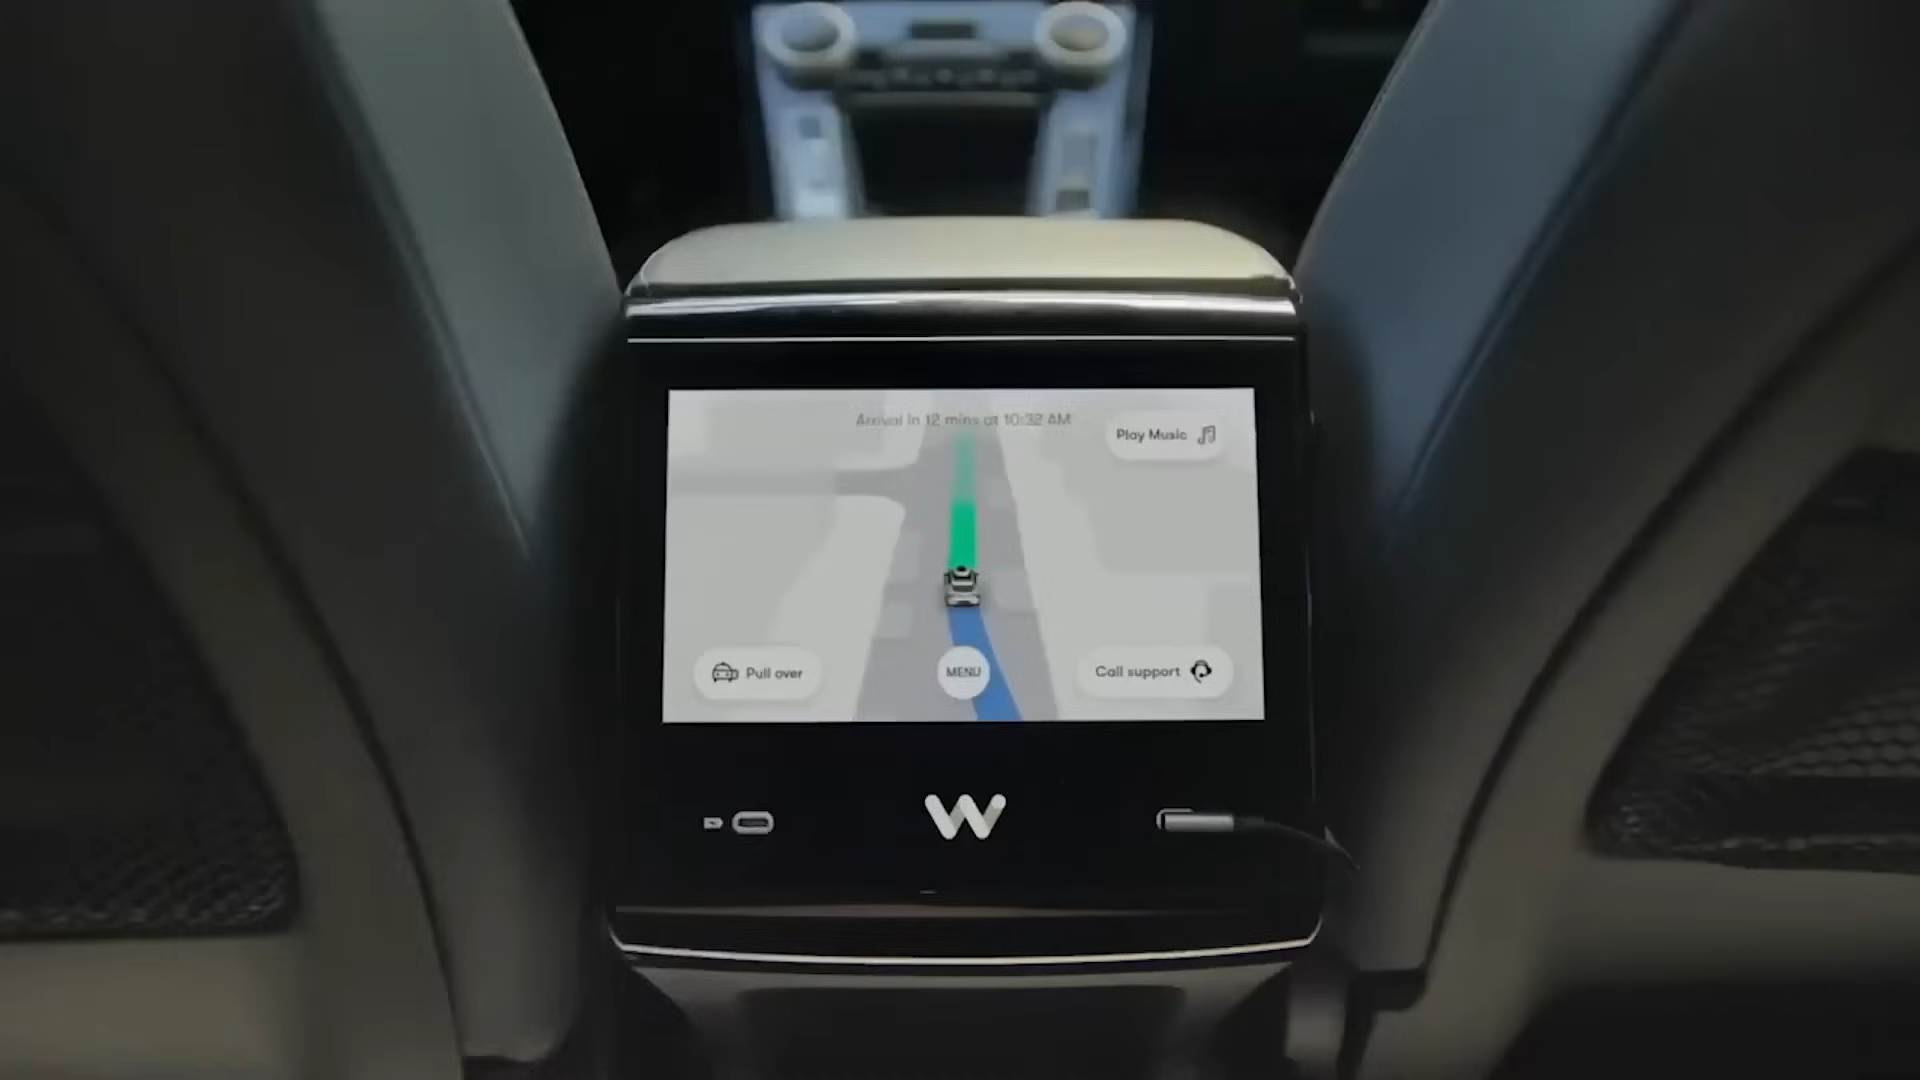 Arrival in 12 mins at 10:32 AM
Play Music
Pull over
MENU
Call support
W